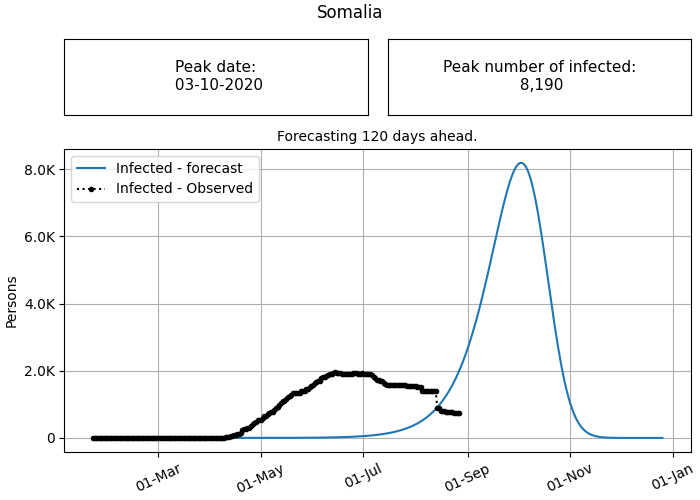 Somalia
Peak date:
03-10-2020
Peak number of infected:
8,190
Forecasting 120 days ahead.
Infected - forecast
Infected - Observed
8.0K
6.0K
4.0K
2.0K
0
Persons
01-Mar
01-May
01-Jul
01-Sep
01-Nov
01-Jan